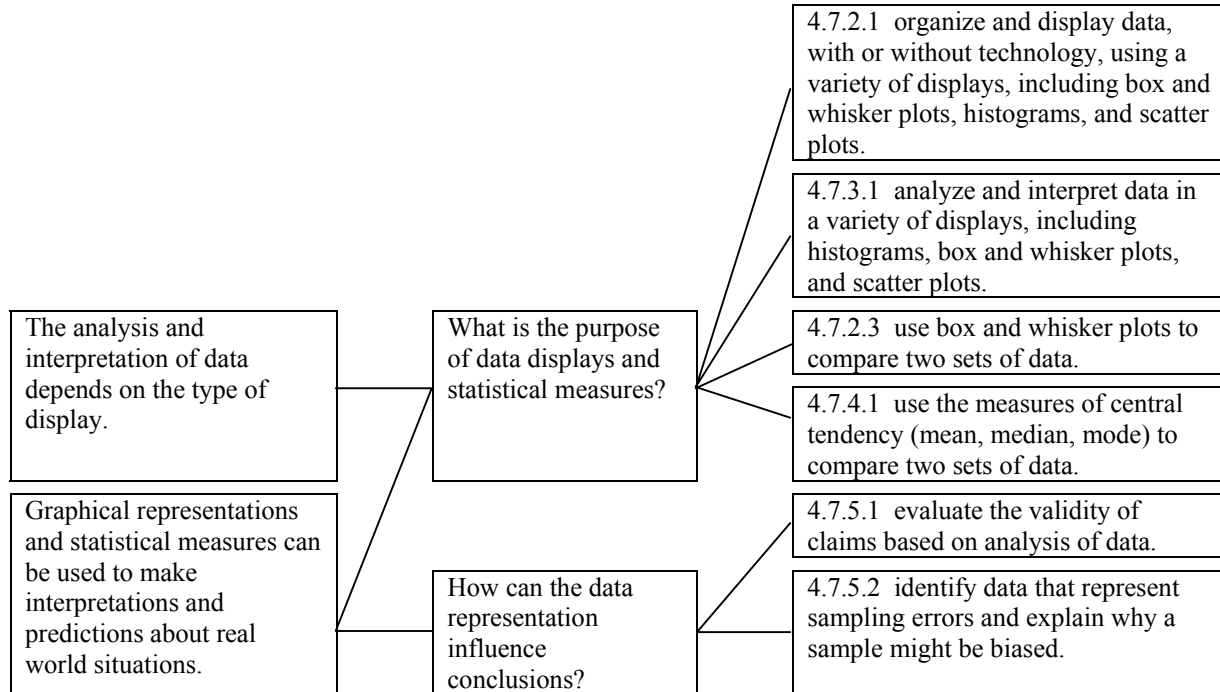 4.7.2.1 organize and display data,
with or without technology, using a
variety of displays, including box and
whisker plots, histograms, and scatter
plots.
4.7.3.1 analyze and interpret data in
a variety of displays, including
histograms, box and whisker plots,
and scatter plots.
The analysis and
interpretation of data
depends on the type of
display.
What is the purpose
of data displays and
statistical measures?
4.7.2.3 use box and whisker plots to
compare two sets of data.
4.7.4.1 use the measures of central
tendency (mean, median, mode) to
compare two sets of data.
Graphical representations
and statistical measures can
be used to make
interpretations and
predictions about real
world situations.
How can the data
representation
influence
conclusions?
4.7.5.1 evaluate the validity of
claims based on analysis of data.
4.7.5.2 identify data that represent
sampling errors and explain why a
sample might be biased.